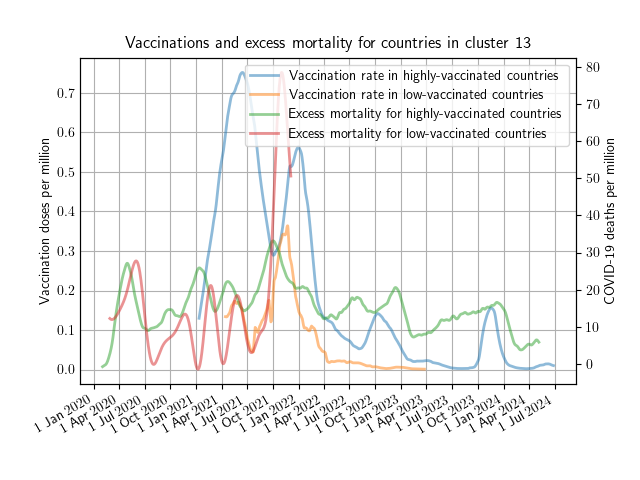 Vaccinations and excess mortality for countries in cluster 13
Vaccination rate in highly-vaccinated countries
Vaccination rate in low-vaccinated countries
Excess mortality for highly-vaccinated countries
Excess mortality for low-vaccinated countries
Vaccination doses per million
0.7
0.6
0.5
0.4
0.3
0.2
0.1
0.0
COVID-19 deaths per million
80
70
60
50
40
30
20
10
0
1 Jan 2020
1 Apr 2020
1 Jul 2020
1 Oct 2020
1 Jan 2021
1 Apr 2021
1 Jul 2021
1 Oct 2021
1 Jan 2022
1 Apr 2022
1 Jul 2022
1 Oct 2022
1 Jan 2023
1 Apr 2023
1 Jul 2023
1 Oct 2023
1 Jan 2024
1 Apr 2024
1 Jul 2024